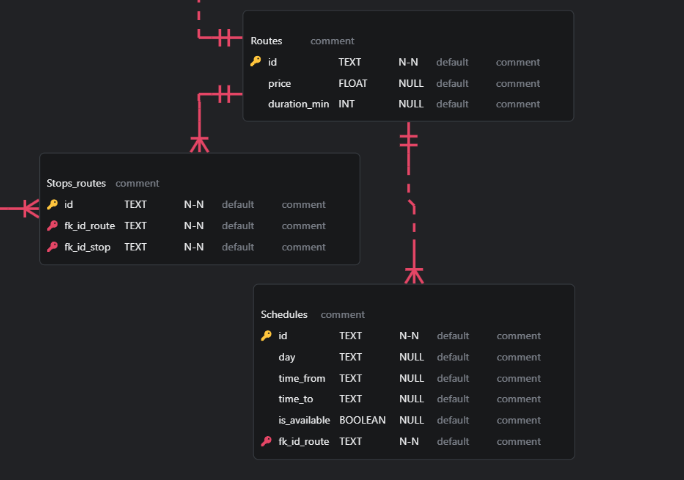 Routes comment
id TEXT N-N default comment
price FLOAT NULL default comment
duration_min INT NULL default comment
Stops_routes comment
id TEXT N-N default comment
fk_id_route TEXT N-N default comment
fk_id_stop TEXT N-N default comment
Schedules comment
id TEXT N-N default comment
day TEXT NULL default comment
time_from TEXT NULL default comment
time_to TEXT NULL default comment
is_available BOOLEAN NULL default comment
fk_id_route TEXT N-N default comment